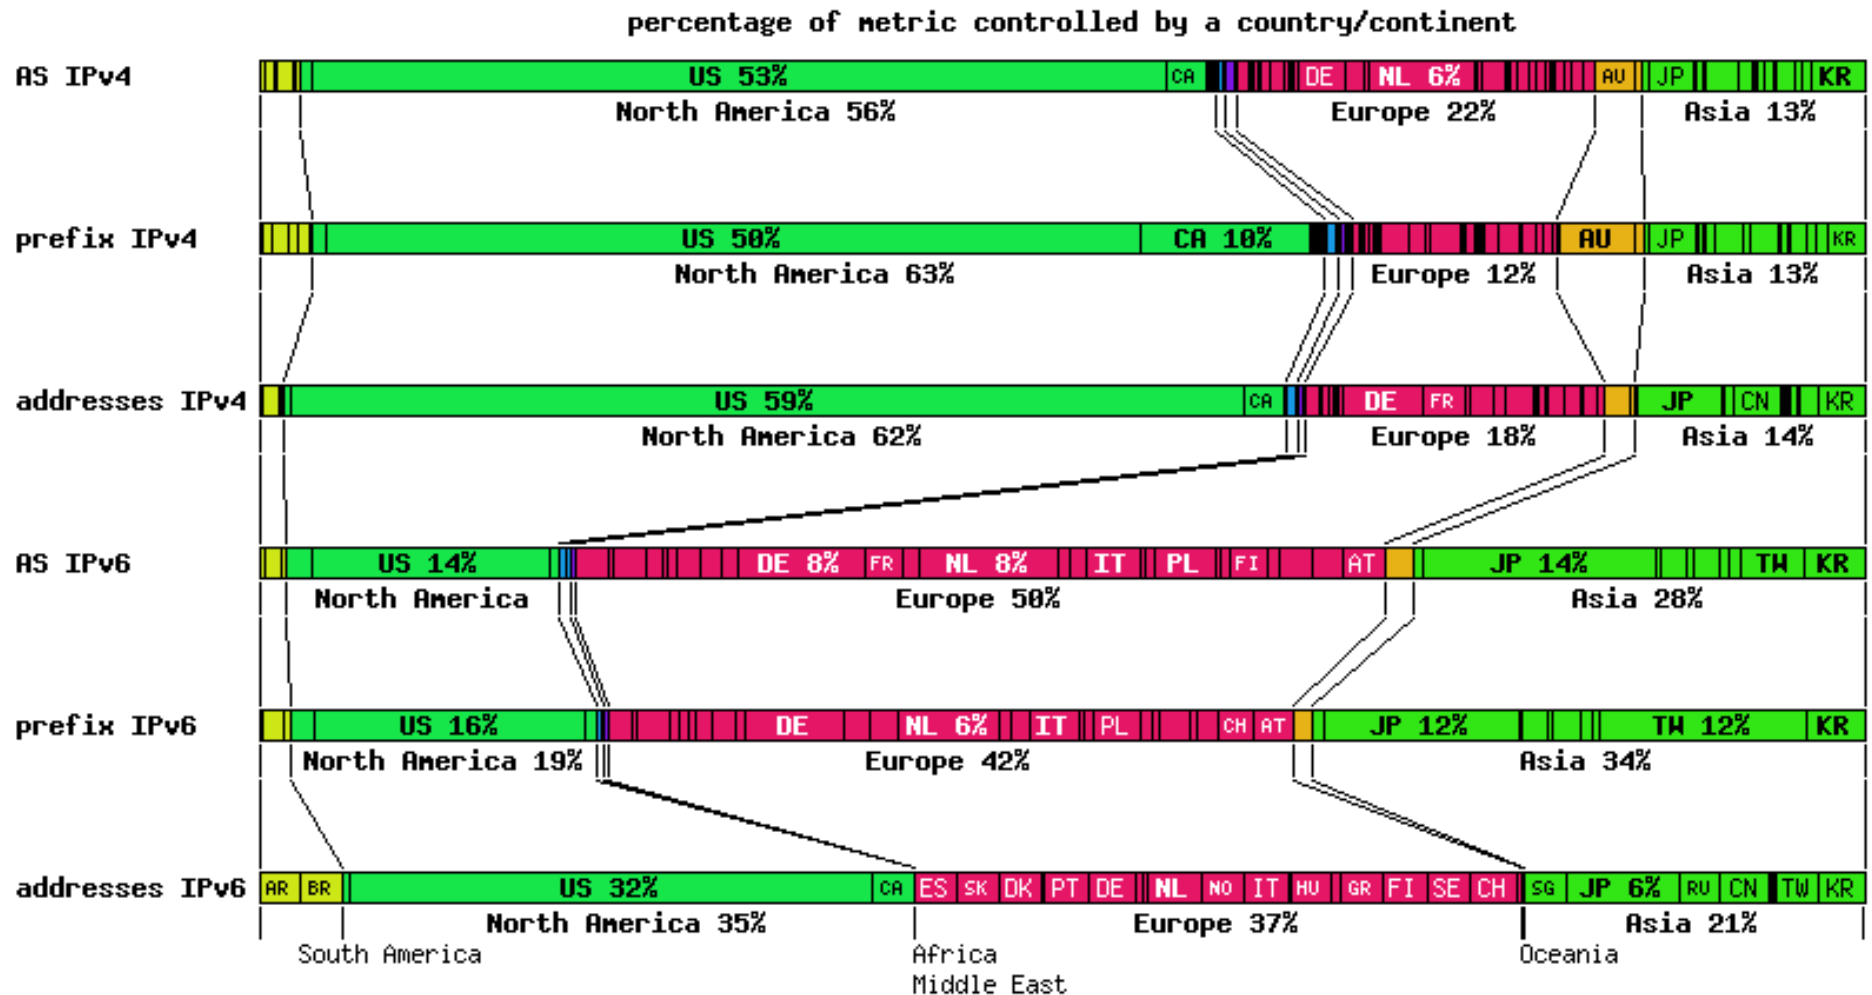 percentage of metric controlled by a country/continent
AS IPv4 US 53% CA DE NL 6% AU JP KR
North America 56% Europe 22% Asia 13%
prefix IPv4 US 50% CA 10% AU JP KR
North America 63% Europe 12% Asia 13%
addresses IPv4 US 59% CA DE FR JP CN KR
North America 62% Europe 18% Asia 14%
AS IPv6 US 14% DE 8% FR NL 8% IT PL FI AT JP 14% TW KR
North America Europe 50% Asia 28%
prefix IPv6 US 16% DE NL 6% IT PL CH AT JP 12% TW 12% KR
North America 19% Europe 42% Asia 34%
addresses IPv6 AR BR US 32% CA ES SK DK PT DE NL NO IT HU GR FI SE CH SG JP 6% RU CN TW KR
North America 35% Europe 37% Asia 21%
South America Africa Oceania
Middle East